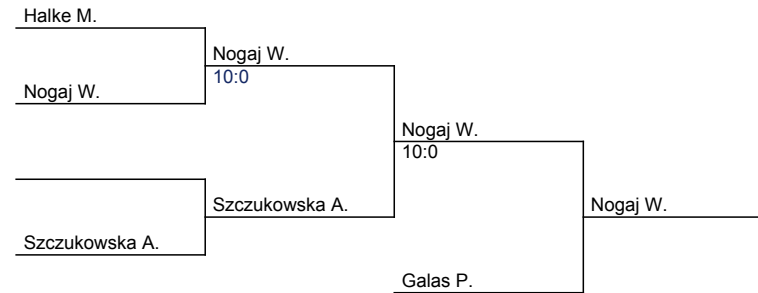 Halke M.
Nogaj W.
10:0
Nogaj W.
Nogaj W.
10:0
Szczukowska A.
Nogaj W.
Szczukowska A.
Galas P.